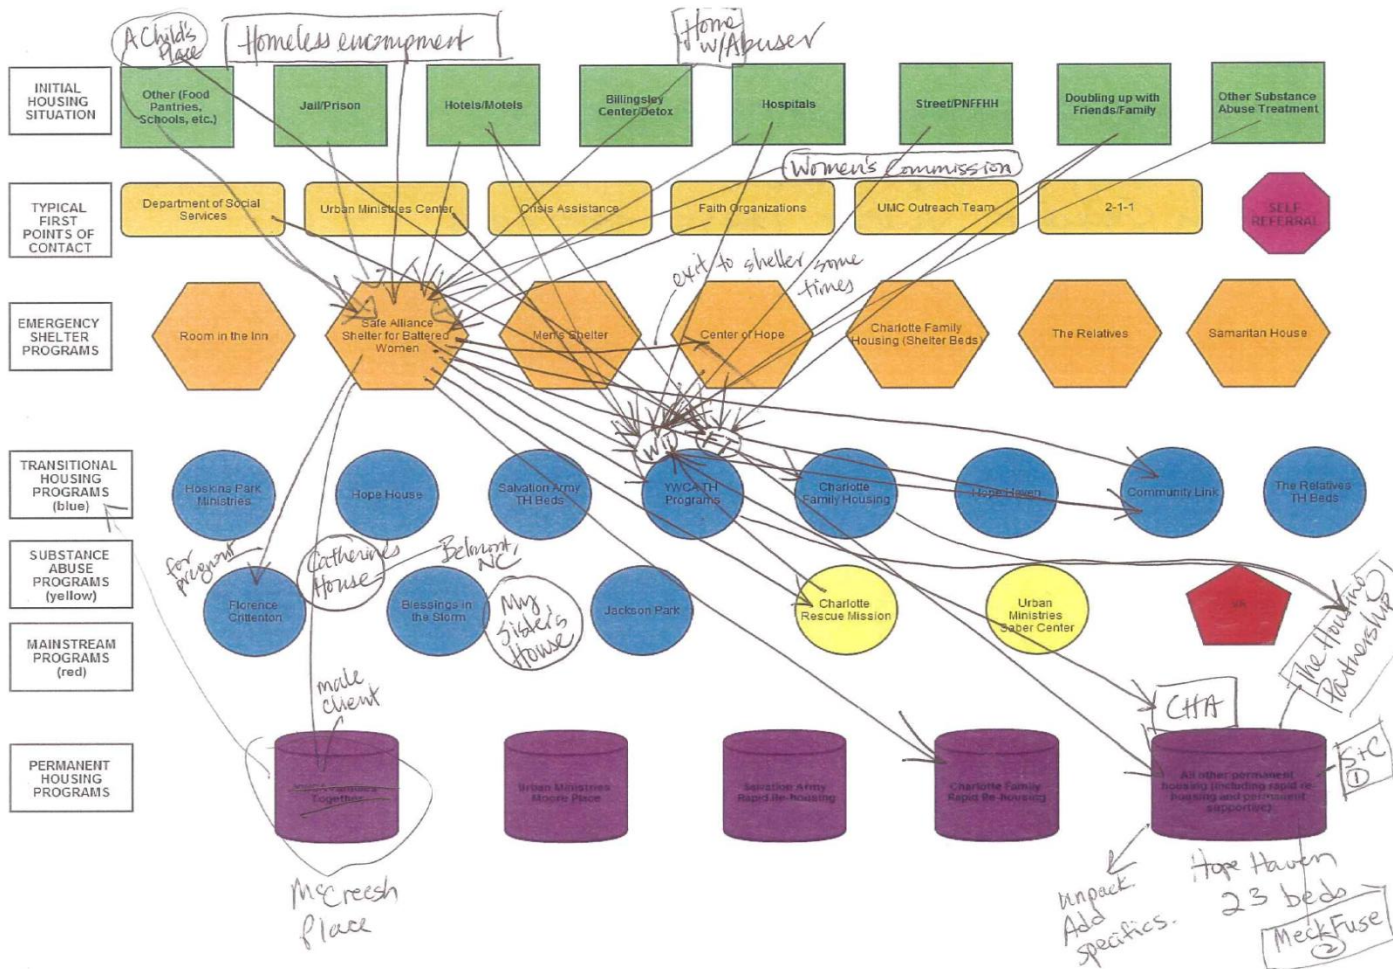 A Child's
Place
Homeless encampment
Home
w/Abuser
INITIAL
HOUSING
SITUATION
Other (Food
Pantries,
Schools, etc.)
Jail/Prison
Hotels/Motels
Billingsley
Center/Detox
Hospitals
Street/PNFFHH
Doubling up with
Friends/Family
Other Substance
Abuse Treatment
Women's Commission
TYPICAL
FIRST
POINTS OF
CONTACT
Department of Social
Services
Urban Ministries Center
Crisis Assistance
Faith Organizations
UMC Outreach Team
2-1-1
SELF
REFERRAL
exit to shelter some
times
EMERGENCY
SHELTER
PROGRAMS
Room in the Inn
Safe Alliance
Shelter for Battered
Women
Men's Shelter
Center of Hope
Charlotte Family
Housing (Shelter Beds)
The Relatives
Samaritan House
TRANSITIONAL
HOUSING
PROGRAMS
(blue)
Hoskins Park
Ministries
Hope House
Salvation Army
TH Beds
YWCA TH
Programs
Charlotte
Family Housing
Hope Haven
Community Link
The Relatives
TH Beds
SUBSTANCE
ABUSE
PROGRAMS
(yellow)
for
pregnant
Florence
Crittenton
Catherine's
House
Belmont,
NC
Blessings in
the Storm
My
Sister's
House
Jackson Park
Charlotte
Rescue Mission
Urban
Ministries
Saber Center
VA
The Housing
Partnership
MAINSTREAM
PROGRAMS
(red)
male
client
CHA
S+C
1
PERMANENT
HOUSING
PROGRAMS
Together
Urban Ministries
Moore Place
Salvation Army
Rapid Re-housing
Charlotte Family
Rapid Re-housing
All other permanent
housing (including rapid re-
housing and permanent
supportive)
McCreesh
Place
unpack.
Add
specifics.
Hope Haven
23 beds
MeckFuse
2